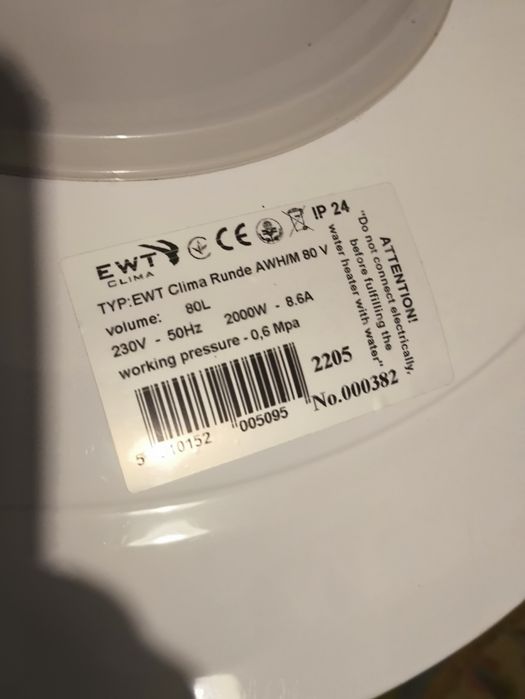 EWT
CLIMA
CE
IP 24
TYP:EWT Clima Runde AWH/M 80 V
volume: 80L
230V - 50Hz 2000W - 8.6A
working pressure - 0,6 Mpa
2205
No.000382
5 10152 005095
ATTENTION!
"Do not connect electrically,
before fulfilling the
water heater with water"